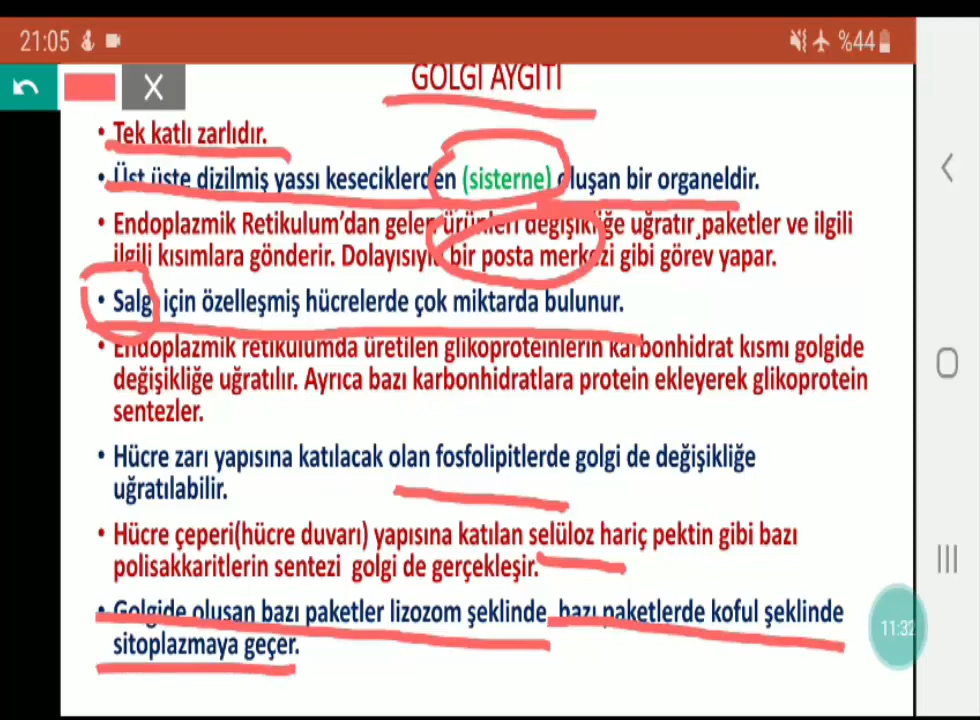 21:05
%44
X
GOLGİ AYGITI
• Tek katlı zarlıdır.
• Üst üste dizilmiş yassı keseciklerden (sisterne) oluşan bir organeldir.
• Endoplazmik Retikulum’dan gelen ürünleri değişikliğe uğratır,paketler ve ilgili
ilgili kısımlara gönderir. Dolayısıyla bir posta merkezi gibi görev yapar.
• Salgı için özelleşmiş hücrelerde çok miktarda bulunur.
• Endoplazmik retikulumda üretilen glikoproteinlerin karbonhidrat kısmı golgide
değişikliğe uğratılır. Ayrıca bazı karbonhidratlara protein ekleyerek glikoprotein
sentezler.
• Hücre zarı yapısına katılacak olan fosfolipitlerde golgi de değişikliğe
uğratılabilir.
• Hücre çeperi(hücre duvarı) yapısına katılan selüloz hariç pektin gibi bazı
polisakkaritlerin sentezi golgi de gerçekleşir.
• Golgide oluşan bazı paketler lizozom şeklinde, bazı paketlerde koful şeklinde
sitoplazmaya geçer.
11:32